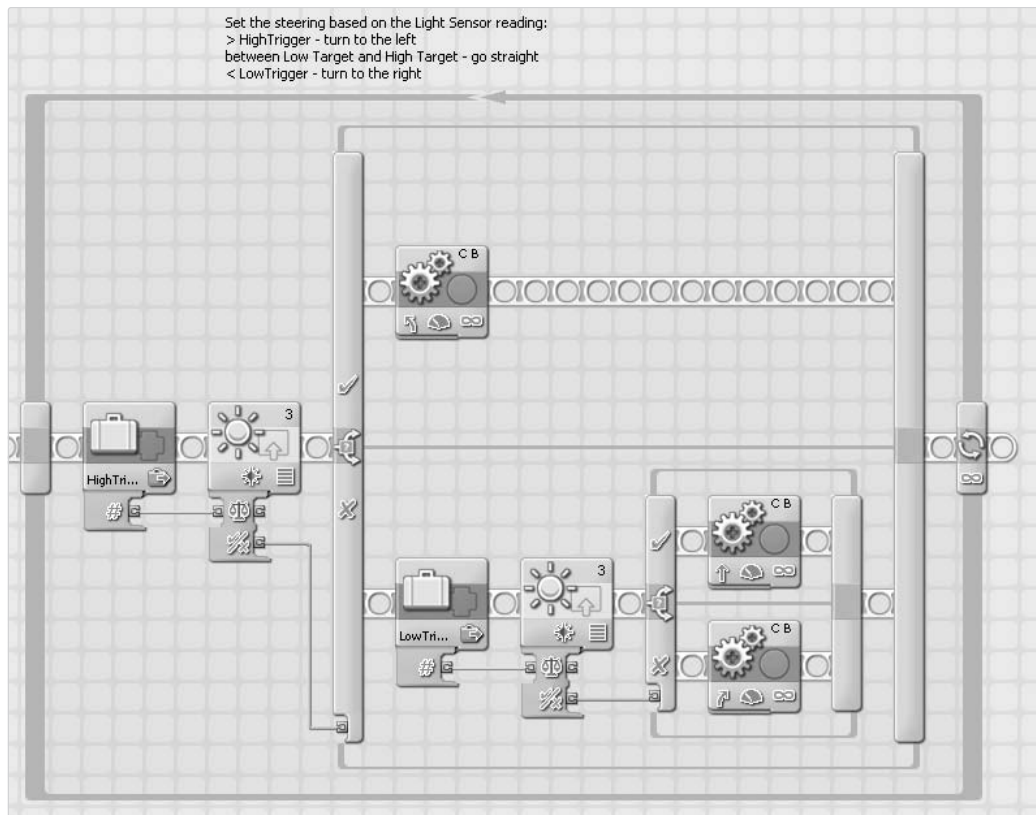 Set the steering based on the Light Sensor reading:
> HighTrigger - turn to the left
between Low Target and High Target - go straight
< LowTrigger - turn to the right
C B
3
HighTri...
#
C B
3
LowTri...
#
C B